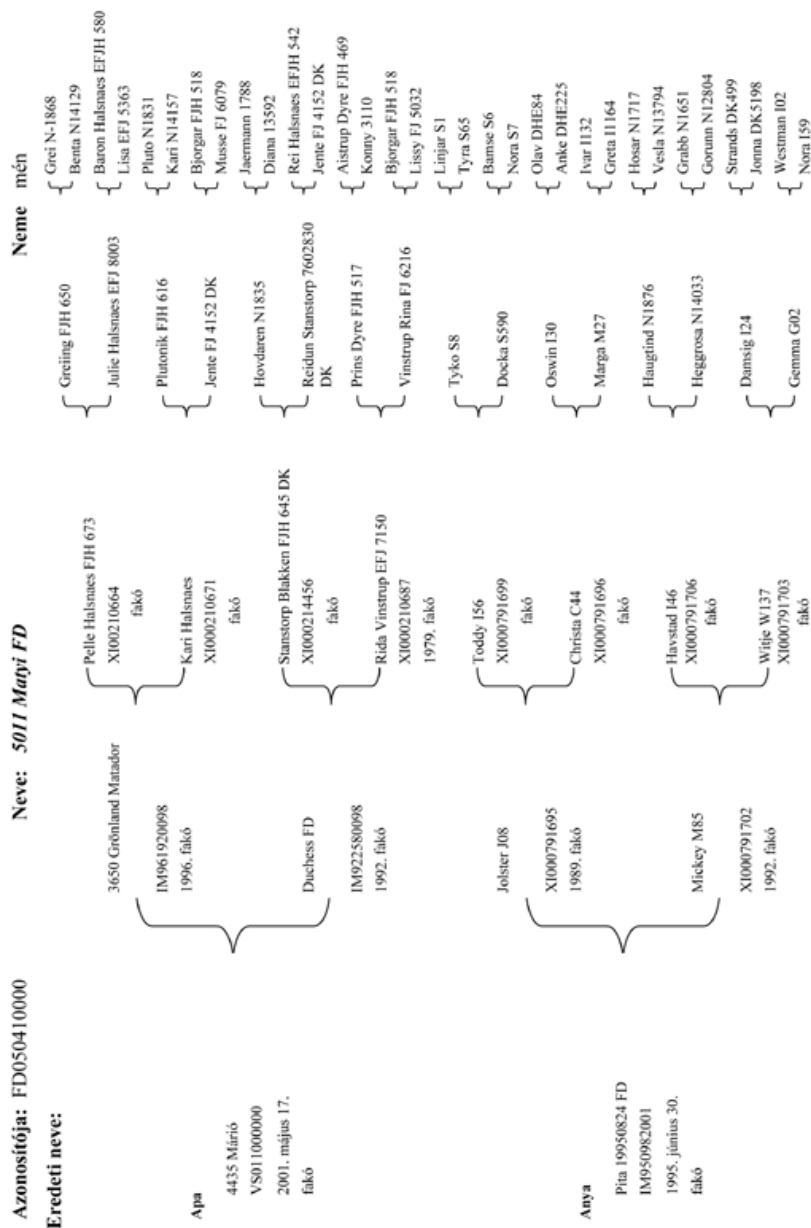 Azonosítója: FD050410000 Neve: 5011 Matyi FD Neme mén
Eredeti neve:
Apa
4435 Márió
VS011000000
2001. május 17.
fakó
Anya
Pita 19950824 FD
IM950982001
1995. június 30.
fakó
3650 Grönland Matador
IM961920098
1996. fakó
Duchess FD
IM922580098
1992. fakó
Jolster J08
XI000791695
1989. fakó
Mickey M85
XI000791702
1992. fakó
Pelle Halsnaes FJH 673
XI00210664
fakó
Kari Halsnaes
XI000210671
fakó
Stanstorp Blakken FJH 645 DK
XI000214456
fakó
Rida Vinstrup EFJ 7150
XI000210687
1979. fakó
Toddy I56
XI000791699
fakó
Christa C44
XI000791696
fakó
Havstad I46
XI000791706
fakó
Witje W137
XI000791703
fakó
Greiing FJH 650
Julie Halsnaes EFJ 8003
Plutonik FJH 616
Jente FJ 4152 DK
Hovdaren N1835
Reidun Stanstorp 7602830
DK
Prins Dyre FJH 517
Vinstrup Rina FJ 6216
Tyko S8
Docka S590
Oswin I30
Marga M27
Haugtind N1876
Heggrosa N14033
Damsig I24
Gemma G02
Grei N-1868
Benta N14129
Baron Halsnaes EFJH 580
Lisa EFJ 5363
Pluto N1831
Kari N14157
Bjorgar FJH 518
Musse FJ 6079
Jaermann 1788
Diana 13592
Rei Halsnaes EFJH 542
Jente FJ 4152 DK
Aistrup Dyre FJH 469
Konny 3110
Bjorgar FJH 518
Lissy FJ 5032
Linjar S1
Tyra S65
Bamse S6
Nora S7
Olav DHE84
Anke DHE225
Ivar I132
Greta I1164
Hosar N1717
Vesla N13794
Grabb N1651
Gorunn N12804
Strands DK499
Jonna DK5198
Westman I02
Nora I59